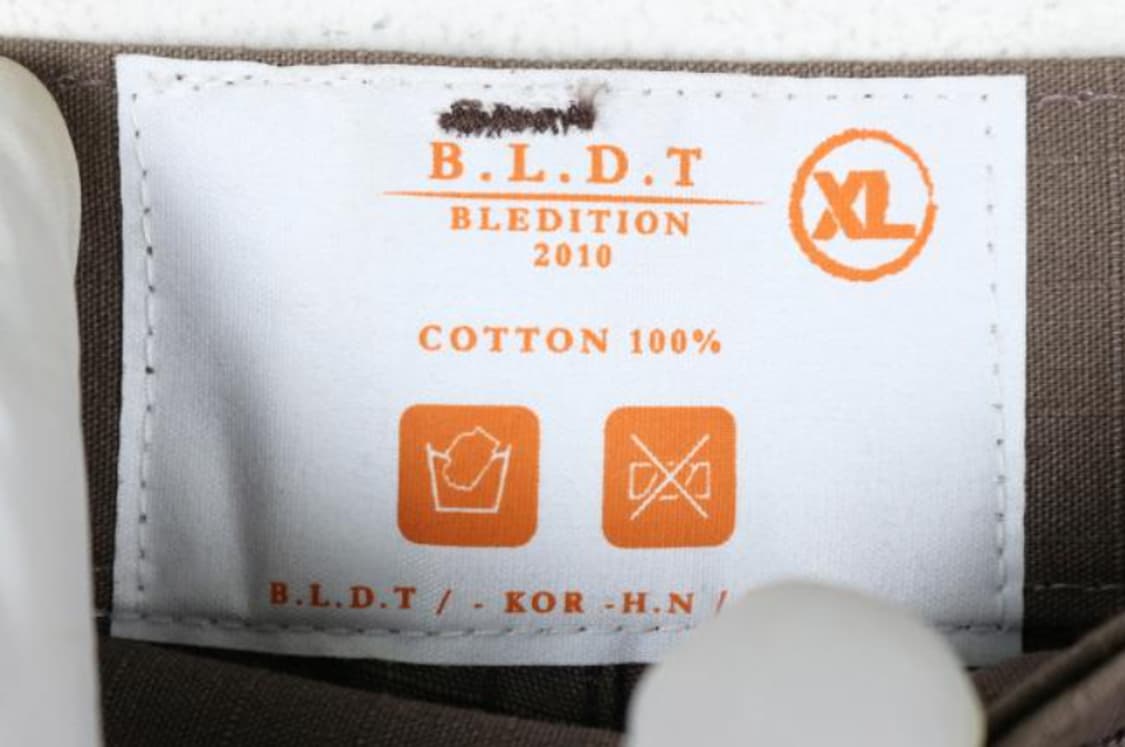 B.L.D.T
BLEDITION
2010
XL
COTTON 100%
B.L.D.T / - KOR -H.N /